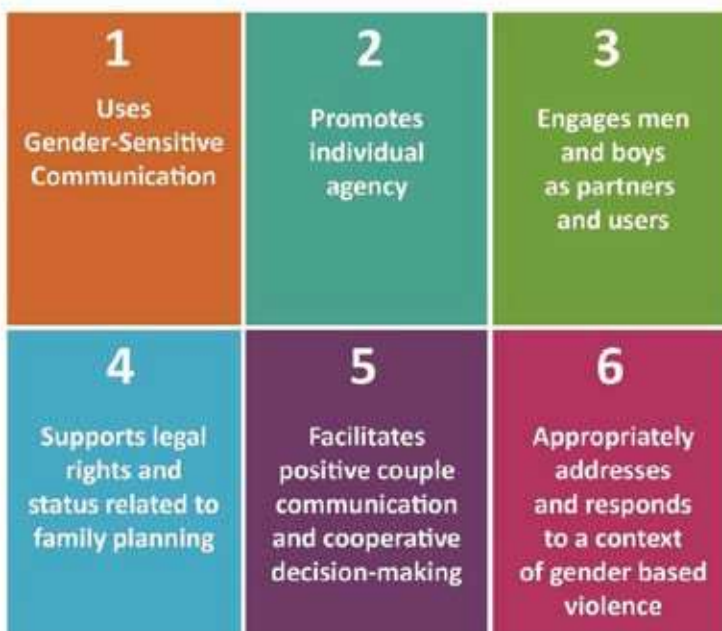 1
Uses
Gender-Sensitive
Communication
2
Promotes
individual
agency
3
Engages men
and boys
as partners
and users
4
Supports legal
rights and
status related to
family planning
5
Facilitates
positive couple
communication
and cooperative
decision-making
6
Appropriately
addresses
and responds
to a context
of gender based
violence